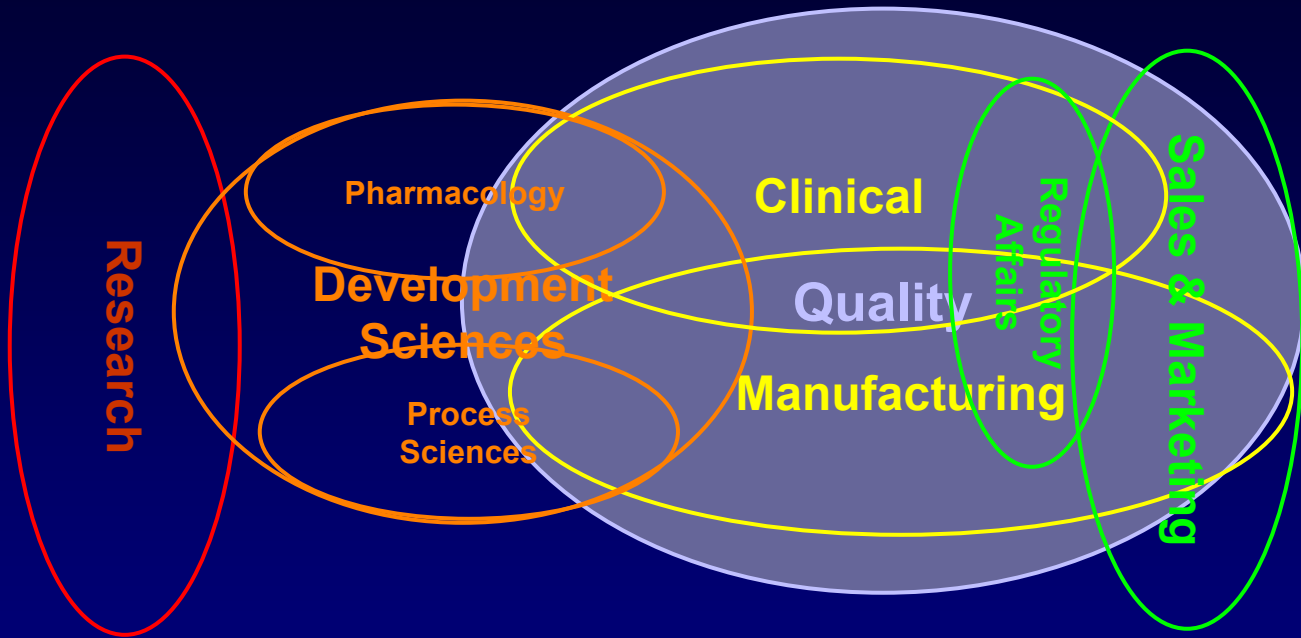 Research
Pharmacology
Development
Sciences
Process
Sciences
Clinical
Quality
Manufacturing
Regulatory
Affairs
Sales & Marketing